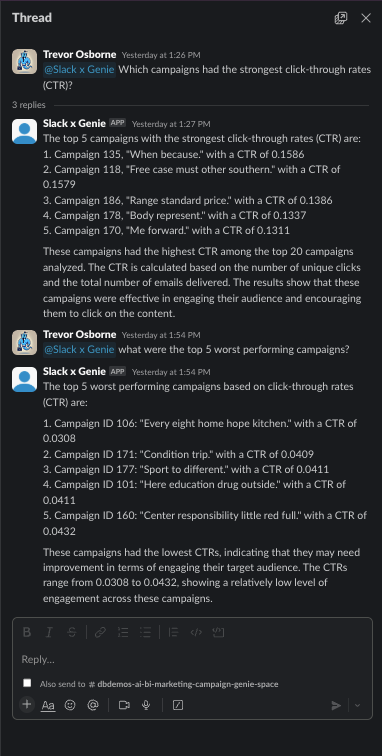 Thread
Trevor Osborne Yesterday at 1:26 PM
@Slack x Genie Which campaigns had the strongest click-through rates
(CTR)?
3 replies
Slack x Genie APP Yesterday at 1:27 PM
The top 5 campaigns with the strongest click-through rates (CTR) are:
1. Campaign 135, "When because." with a CTR of 0.1586
2. Campaign 118, "Free case must other southern." with a CTR of
0.1579
3. Campaign 186, "Range standard price." with a CTR of 0.1386
4. Campaign 178, "Body represent." with a CTR of 0.1337
5. Campaign 170, "Me forward." with a CTR of 0.1311
These campaigns had the highest CTR among the top 20 campaigns
analyzed. The CTR is calculated based on the number of unique clicks
and the total number of emails delivered. The results show that these
campaigns were effective in engaging their audience and encouraging
them to click on the content.
Trevor Osborne Yesterday at 1:54 PM
@Slack x Genie what were the top 5 worst performing campaigns?
Slack x Genie APP Yesterday at 1:54 PM
The top 5 worst performing campaigns based on click-through rates
(CTR) are:
1. Campaign ID 106: "Every eight home hope kitchen." with a CTR of
0.0308
2. Campaign ID 171: "Condition trip." with a CTR of 0.0409
3. Campaign ID 177: "Sport to different." with a CTR of 0.0411
4. Campaign ID 101: "Here education drug outside." with a CTR of
0.0411
5. Campaign ID 160: "Center responsibility little red full." with a CTR of
0.0432
These campaigns had the lowest CTRs, indicating that they may need
improvement in terms of engaging their target audience. The CTRs
range from 0.0308 to 0.0432, showing a relatively low level of
engagement across these campaigns.
B I S
Reply...
Also send to # dbdemos-ai-bi-marketing-campaign-genie-space
+ Aa @